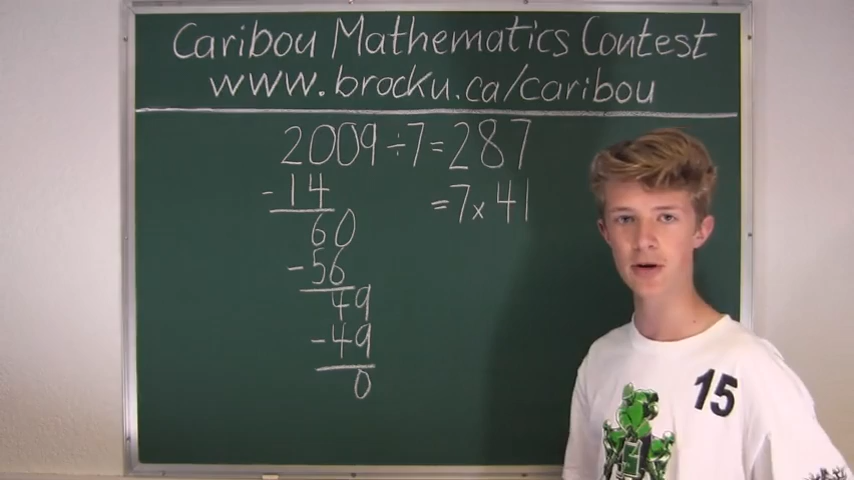 Caribou Mathematics Contest
www.brocku.ca/caribou
2009 ÷ 7 = 287
- 14
= 7 x 41
60
- 56
49
- 49
0
15
3